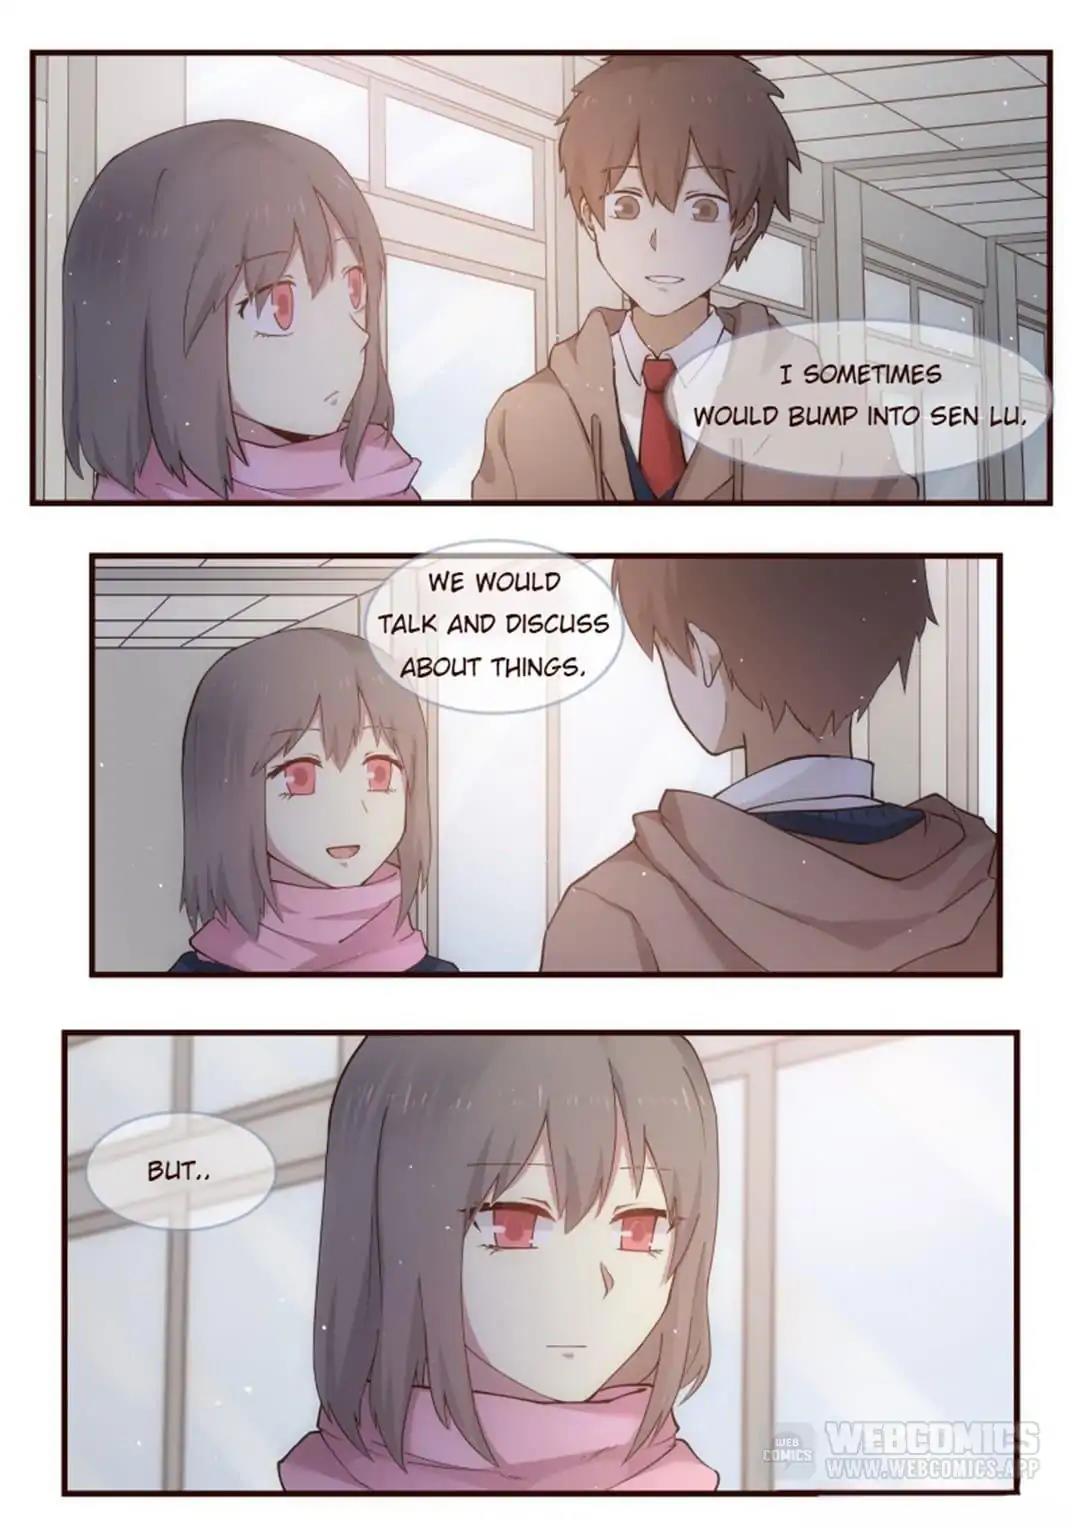 I SOMETIMES
WOULD BUMP INTO SEN LU.
WE WOULD
TALK AND DISCUSS
ABOUT THINGS.
BUT..
WEB
COMICS
WEBCOMICS
WWW.WEBCOMICS.APP